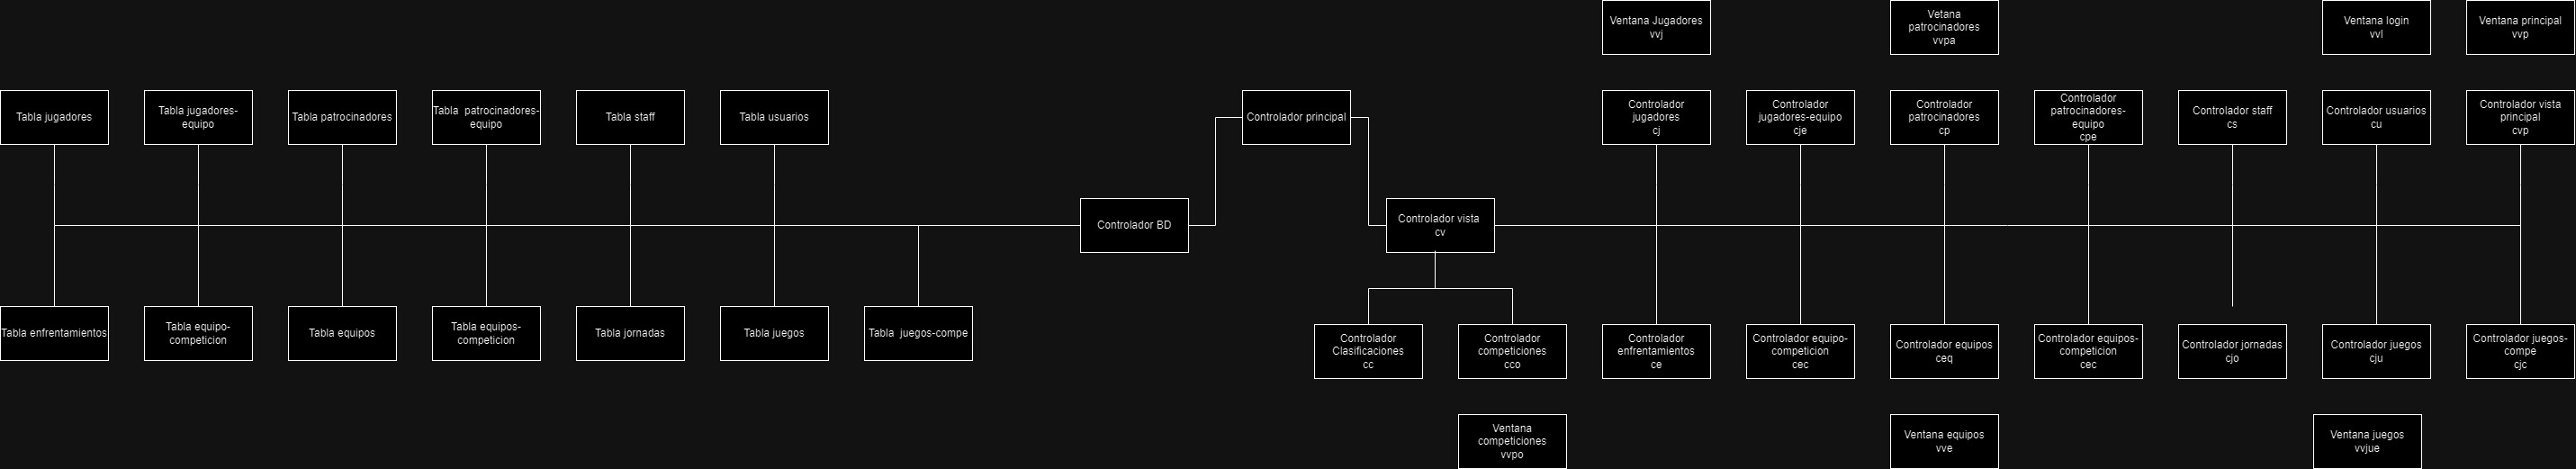 Ventana Jugadores
vvj
Vetana
patrocinadores
vvpa
Ventana login
vvl
Ventana principal
vvp
Tabla jugadores
Tabla jugadores-
equipo
Tabla patrocinadores
Tabla  patrocinadores-
equipo
Tabla staff
Tabla usuarios
Controlador principal
Controlador
jugadores
cj
Controlador
jugadores-equipo
cje
Controlador
patrocinadores
cp
Controlador
patrocinadores-
equipo
cpe
Controlador staff
cs
Controlador usuarios
cu
Controlador vista
principal
cvp
Controlador BD
Controlador vista
cv
Tabla enfrentamientos
Tabla equipo-
competicion
Tabla equipos
Tabla equipos-
competicion
Tabla jornadas
Tabla juegos
Tabla  juegos-compe
Controlador
Clasificaciones
cc
Controlador
competiciones
cco
Controlador
enfrentamientos
ce
Controlador equipo-
competicion
cec
Controlador equipos
ceq
Controlador equipos-
competicion
cec
Controlador jornadas
cjo
Controlador juegos
cju
Controlador juegos-
compe
cjc
Ventana
competiciones
vvpo
Ventana equipos
vve
Ventana juegos
vvjue